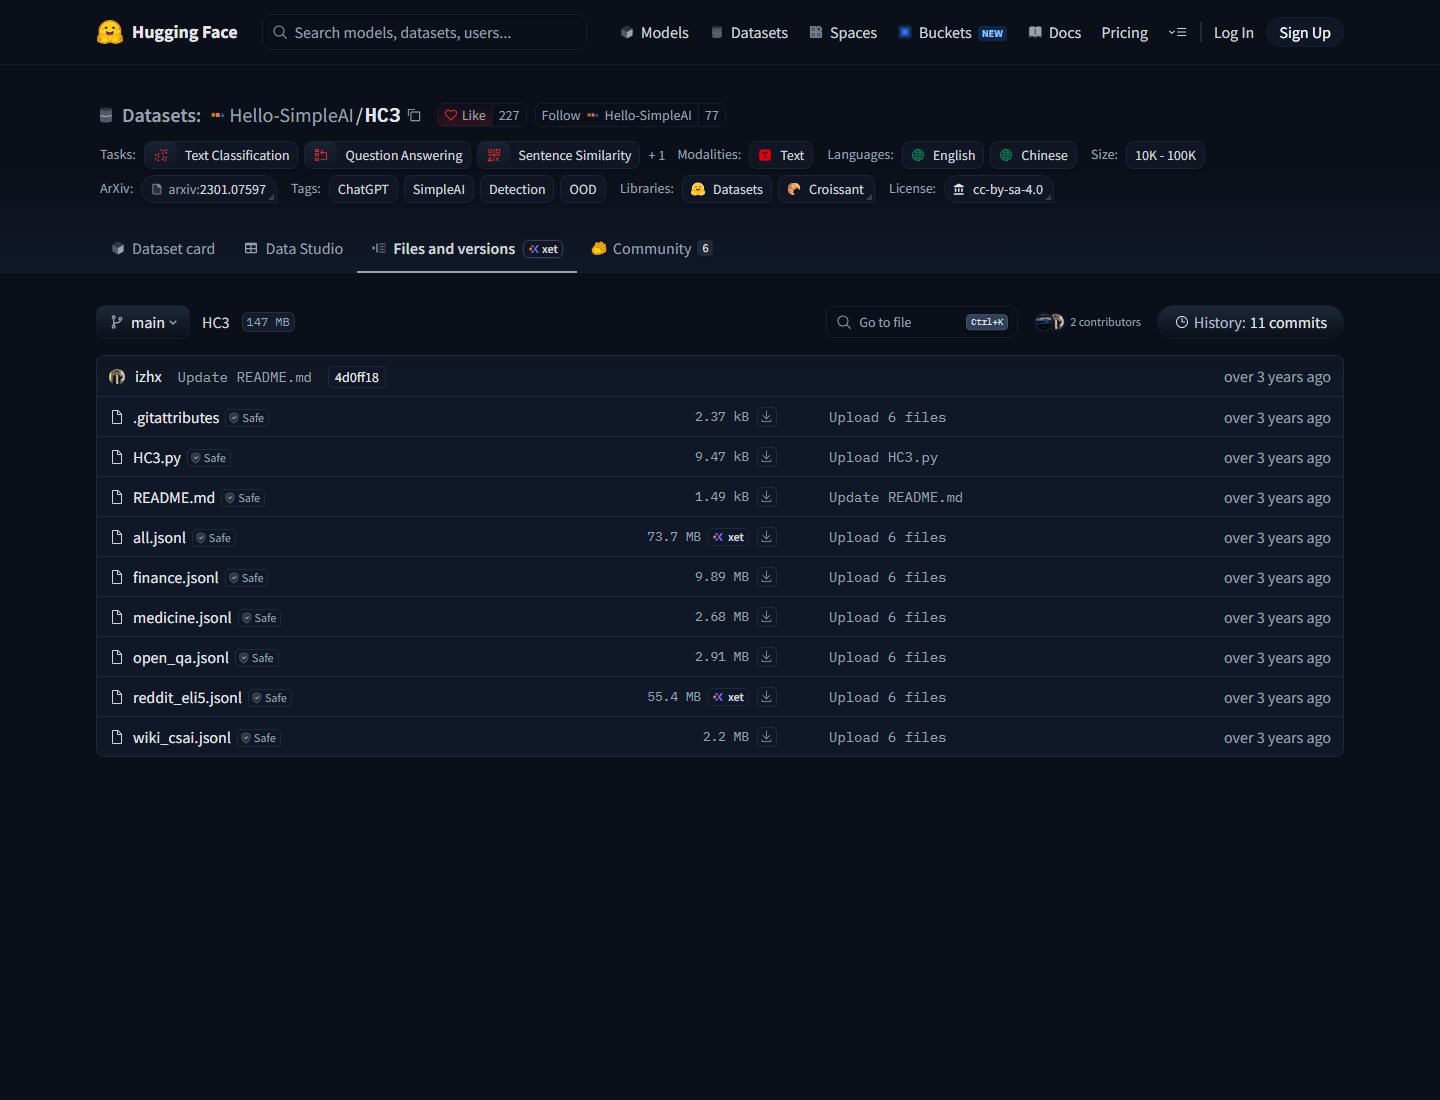 Hugging Face Search models, datasets, users... Models Datasets Spaces Buckets NEW Docs Pricing Log In Sign Up
Datasets: Hello-SimpleAI/HC3 Like 227 Follow Hello-SimpleAI 77
Tasks: Text Classification Question Answering Sentence Similarity + 1 Modalities: Text Languages: English Chinese Size: 10K - 100K
ArXiv: arxiv:2301.07597 Tags: ChatGPT SimpleAI Detection OOD Libraries: Datasets Croissant License: cc-by-sa-4.0
Dataset card Data Studio Files and versions xet Community 6
main HC3 147 MB Go to file Ctrl+K 2 contributors History: 11 commits
izhx Update README.md 4d0ff18 over 3 years ago
.gitattributes Safe 2.37 kB Upload 6 files over 3 years ago
HC3.py Safe 9.47 kB Upload HC3.py over 3 years ago
README.md Safe 1.49 kB Update README.md over 3 years ago
all.jsonl Safe 73.7 MB xet Upload 6 files over 3 years ago
finance.jsonl Safe 9.89 MB Upload 6 files over 3 years ago
medicine.jsonl Safe 2.68 MB Upload 6 files over 3 years ago
open_qa.jsonl Safe 2.91 MB Upload 6 files over 3 years ago
reddit_eli5.jsonl Safe 55.4 MB xet Upload 6 files over 3 years ago
wiki_csai.jsonl Safe 2.2 MB Upload 6 files over 3 years ago